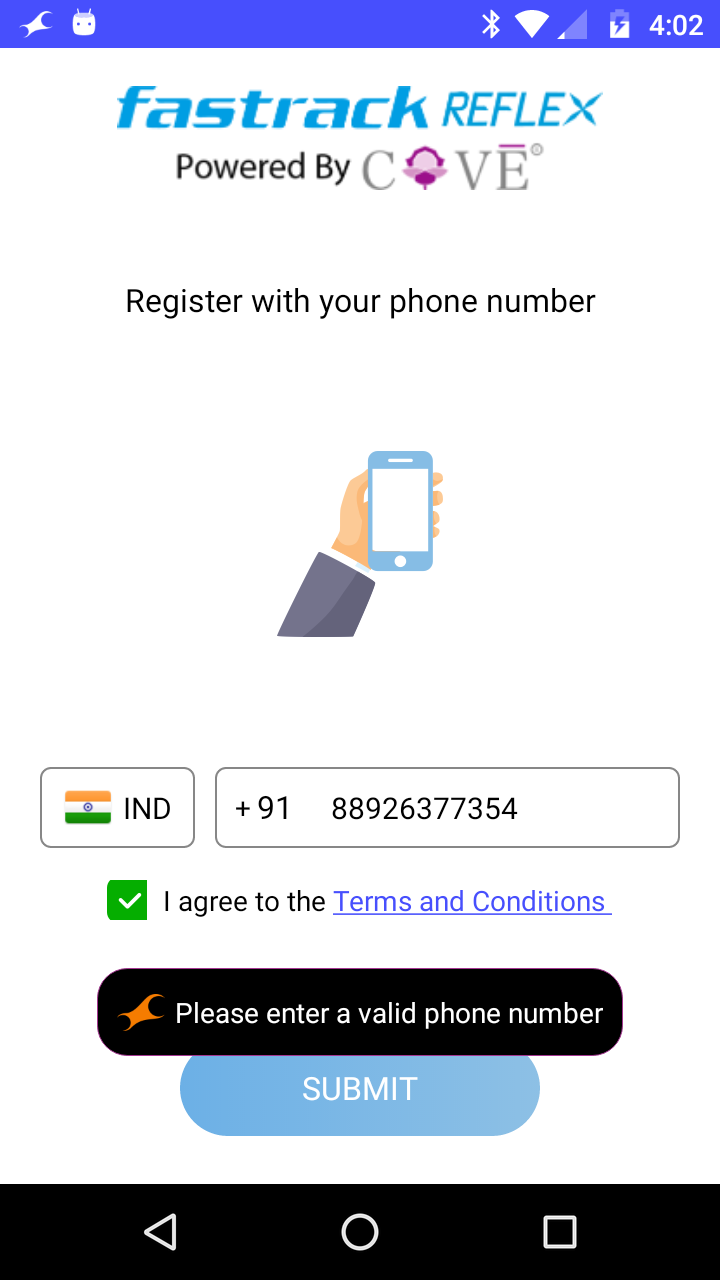 4:02
fastrack REFLEX
Powered By COVE®
Register with your phone number
IND + 91 88926377354
I agree to the Terms and Conditions
Please enter a valid phone number
SUBMIT